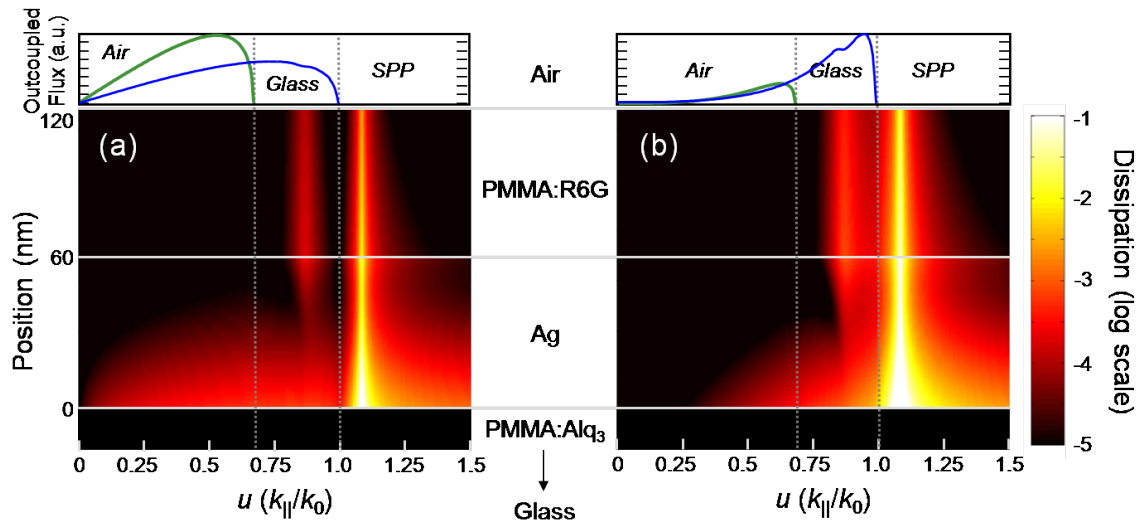 Outcoupled
Flux (a.u.)
Air
Glass
SPP
Air
Air
Glass
SPP
120
(a)
PMMA:R6G
(b)
-1
-2
-3
-4
-5
Dissipation (log scale)
Position (nm)
60
Ag
0
PMMA:Alq3
0 0.25 0.5 0.75 1.0 1.25 1.5
0 0.25 0.5 0.75 1.0 1.25 1.5
u (k||/k0)
Glass
u (k||/k0)